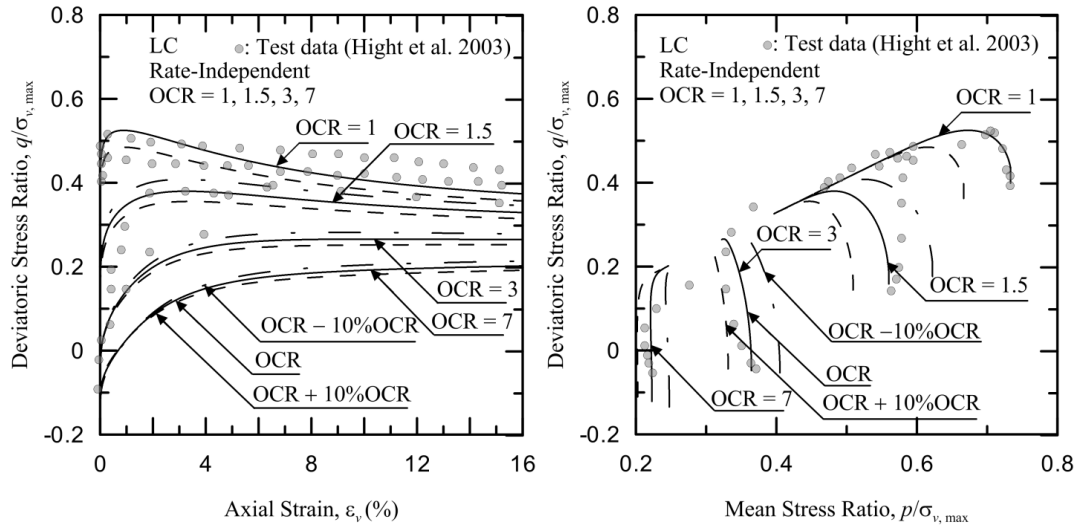 0.8
0.6
0.4
0.2
0
-0.2
Deviatoric Stress Ratio, q/σv, max
LC
: Test data (Hight et al. 2003)
Rate-Independent
OCR = 1, 1.5, 3, 7
OCR = 1
OCR = 1.5
OCR = 3
OCR = 7
OCR – 10%OCR
OCR
OCR + 10%OCR
0
4
8
12
16
Axial Strain, εv (%)
0.8
0.6
0.4
0.2
0
-0.2
Deviatoric Stress Ratio, q/σv, max
LC
: Test data (Hight et al. 2003)
Rate-Independent
OCR = 1, 1.5, 3, 7
OCR = 1
OCR = 3
OCR = 1.5
OCR –10%OCR
OCR
OCR + 10%OCR
OCR = 7
0.2
0.4
0.6
0.8
Mean Stress Ratio, p/σv, max